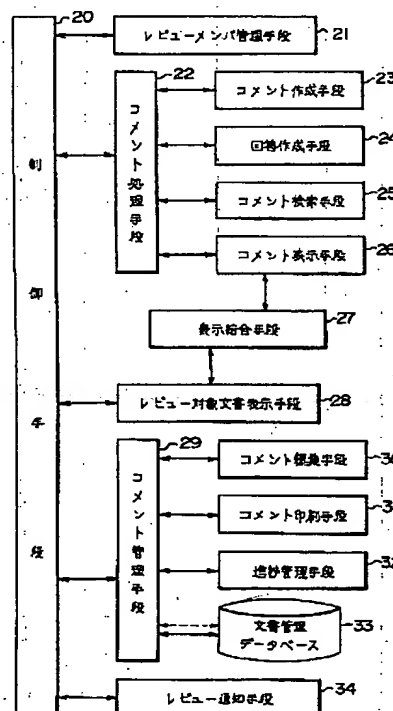 20
制御手段
レビューメンバ管理手段
21
22
コメント処理手段
コメント作成手段
23
回答作成手段
24
コメント検索手段
25
コメント表示手段
26
表示結合手段
27
レビュー対象文書表示手段
28
29
コメント管理手段
コメント手段
30
コメント印刷手段
3
進捗管理手段
32
文書管理
データベース
33
レビュー通知手段
34